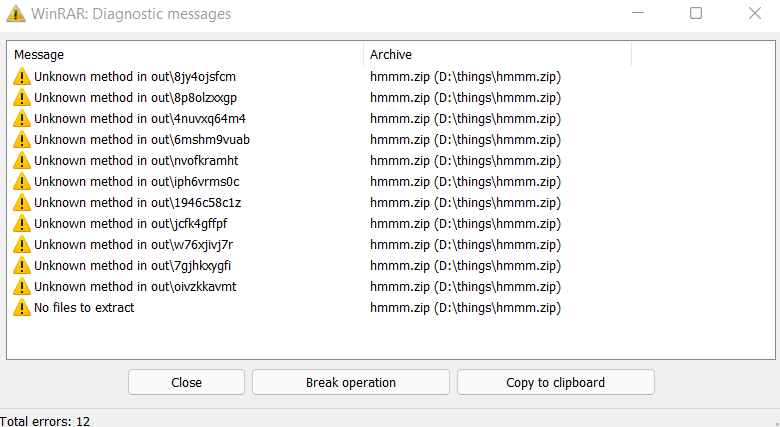 WinRAR: Diagnostic messages
Message Archive
Unknown method in out\8jy4ojsfcm hmmm.zip (D:\things\hmmm.zip)
Unknown method in out\8p8olzxxgp hmmm.zip (D:\things\hmmm.zip)
Unknown method in out\4nuvxq64m4 hmmm.zip (D:\things\hmmm.zip)
Unknown method in out\6mshm9vuab hmmm.zip (D:\things\hmmm.zip)
Unknown method in out\nvofkramht hmmm.zip (D:\things\hmmm.zip)
Unknown method in out\iph6vrms0c hmmm.zip (D:\things\hmmm.zip)
Unknown method in out\1946c58c1z hmmm.zip (D:\things\hmmm.zip)
Unknown method in out\jcfk4gffpf hmmm.zip (D:\things\hmmm.zip)
Unknown method in out\w76xjivj7r hmmm.zip (D:\things\hmmm.zip)
Unknown method in out\7gjhkxygfi hmmm.zip (D:\things\hmmm.zip)
Unknown method in out\oivzkkavmt hmmm.zip (D:\things\hmmm.zip)
No files to extract hmmm.zip (D:\things\hmmm.zip)
Close Break operation Copy to clipboard
Total errors: 12